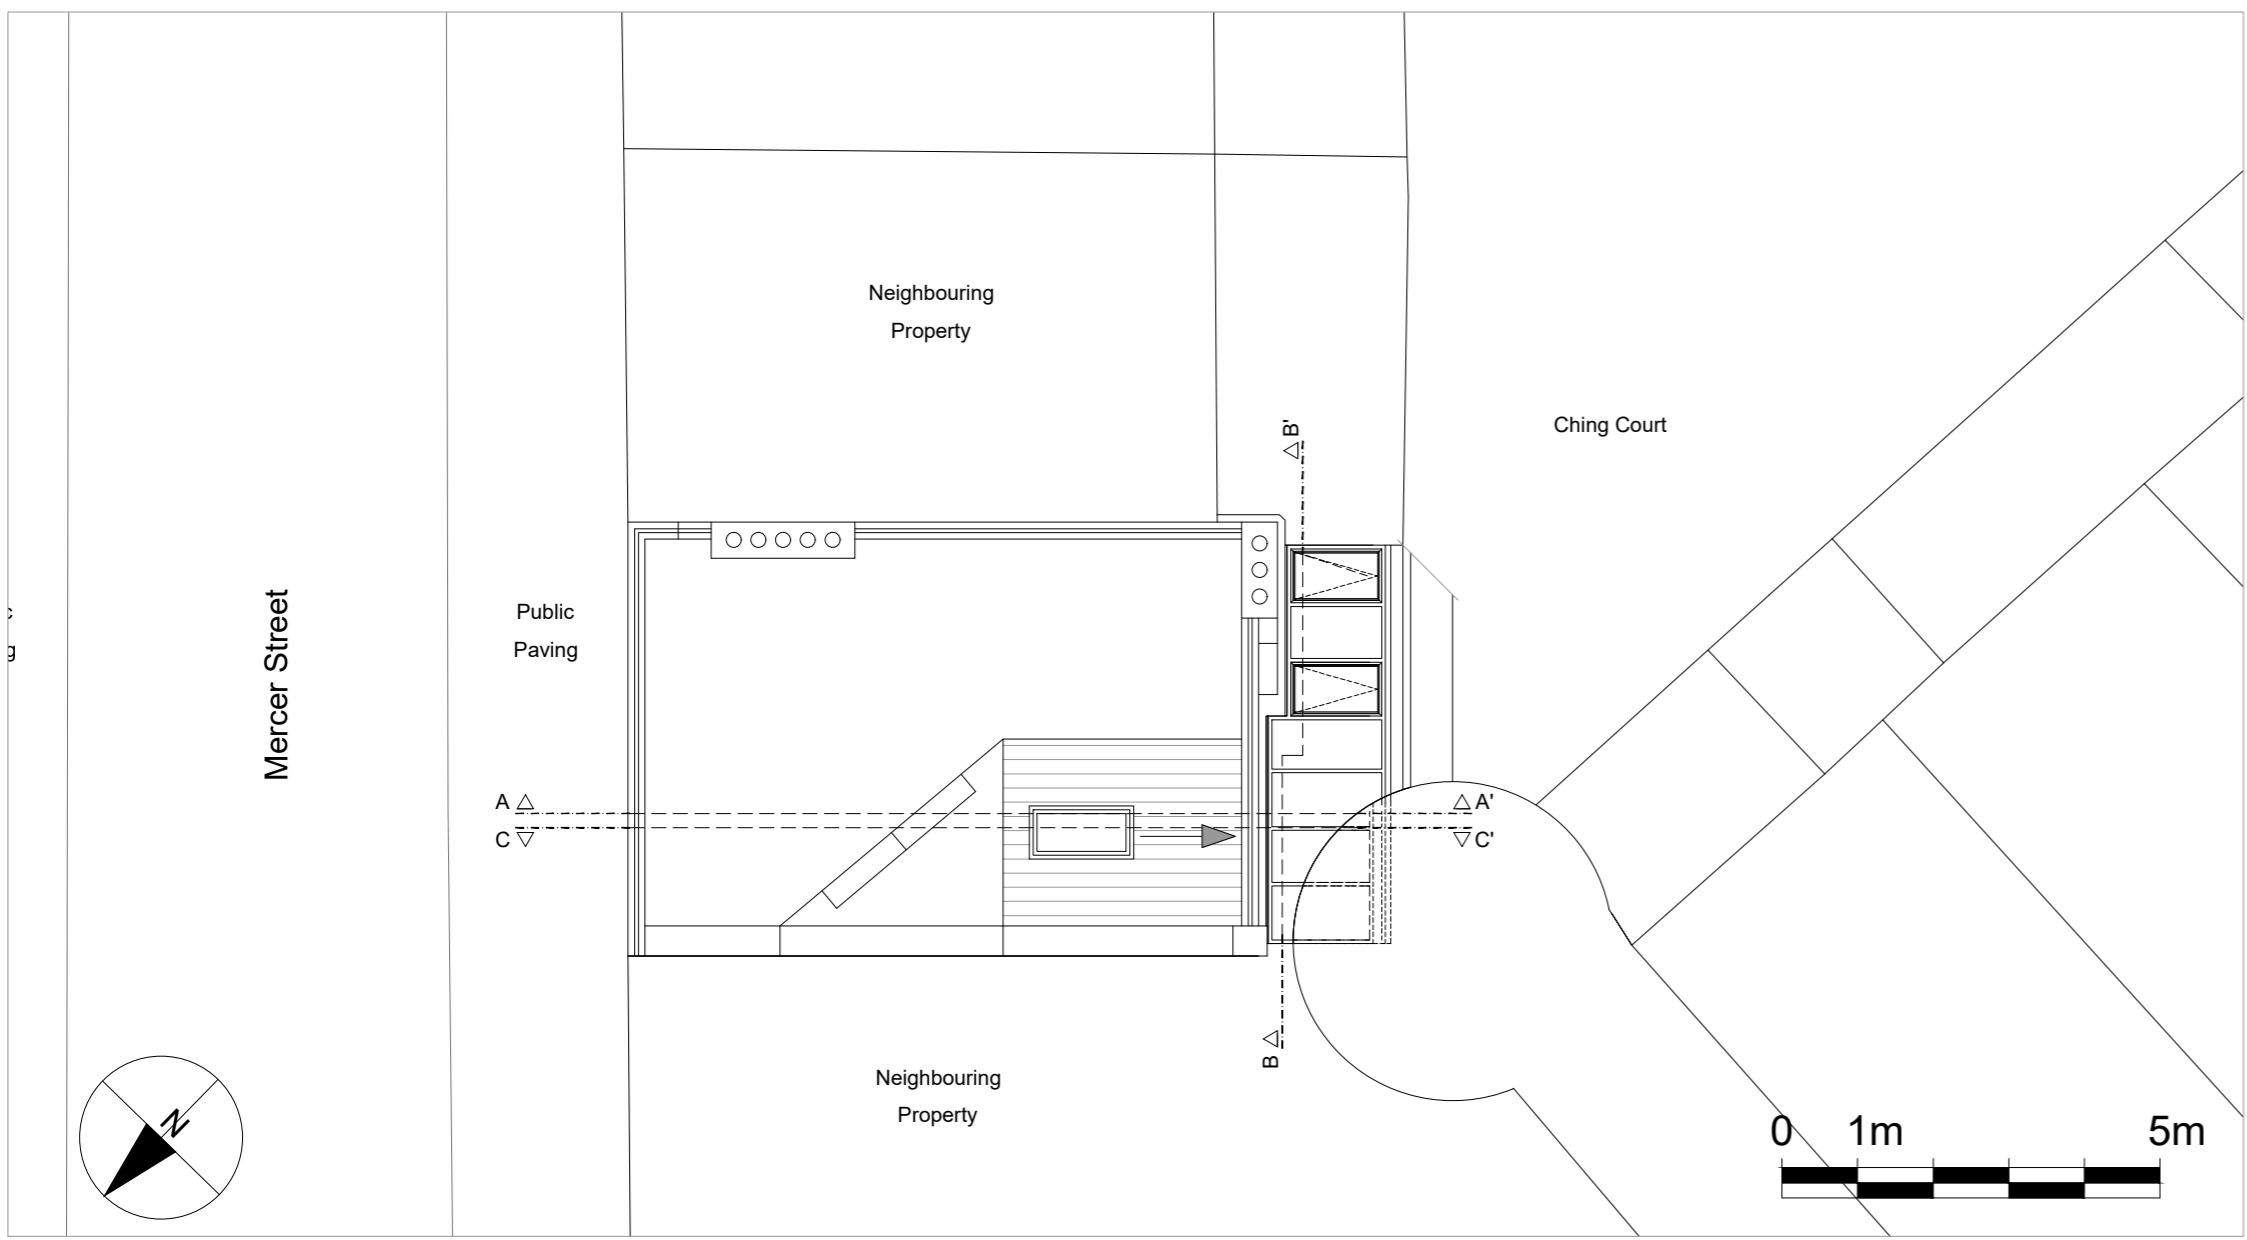 Neighbouring
Property
Ching Court
B'
Mercer Street
Public
Paving
g
A
A'
C
C'
B
Neighbouring
Property
N
0 1m 5m